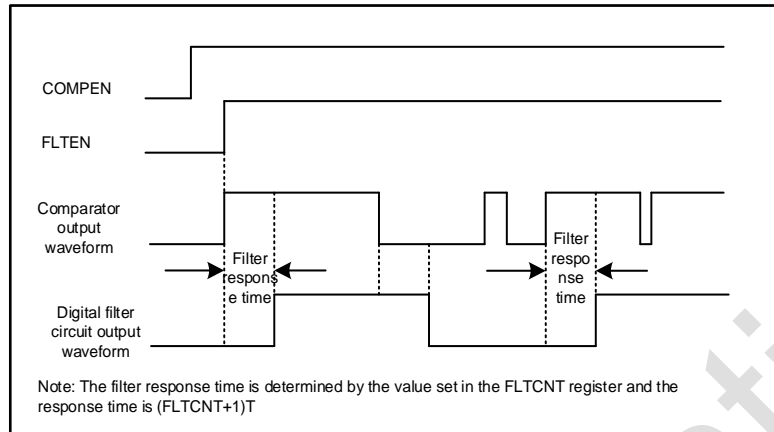 COMPEN
FLTEN
Comparator
output
waveform
Filter
respons
e time
Filter
respo
nse
time
Digital filter
circuit output
waveform
Note: The filter response time is determined by the value set in the FLTCNT register and the
response time is (FLTCNT+1)T